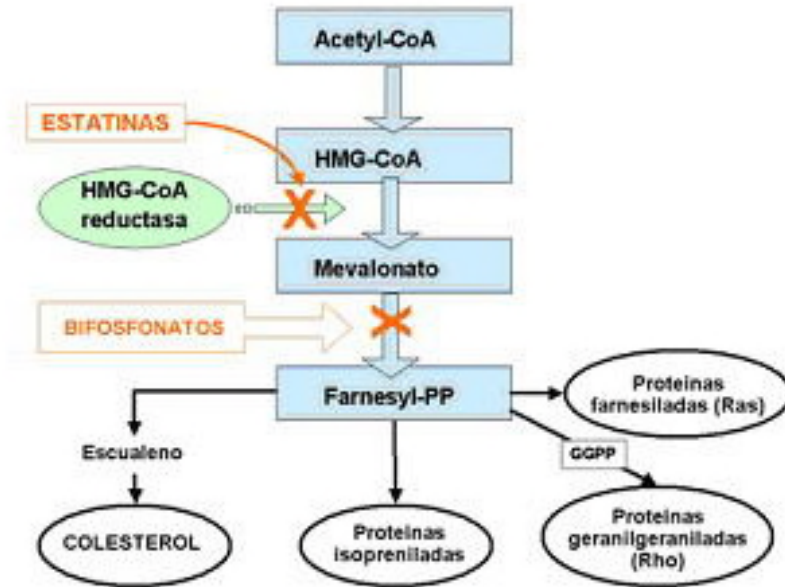 Acetyl-CoA
ESTATINAS
HMG-CoA
HMG-CoA
reductasa
Mevalonato
BIFOSFONATOS
Farnesyl-PP
Proteinas
farnesiladas (Ras)
Escualeno
GGPP
COLESTEROL
Proteinas
isopreniladas
Proteinas
geranilgeraniladas
(Rho)